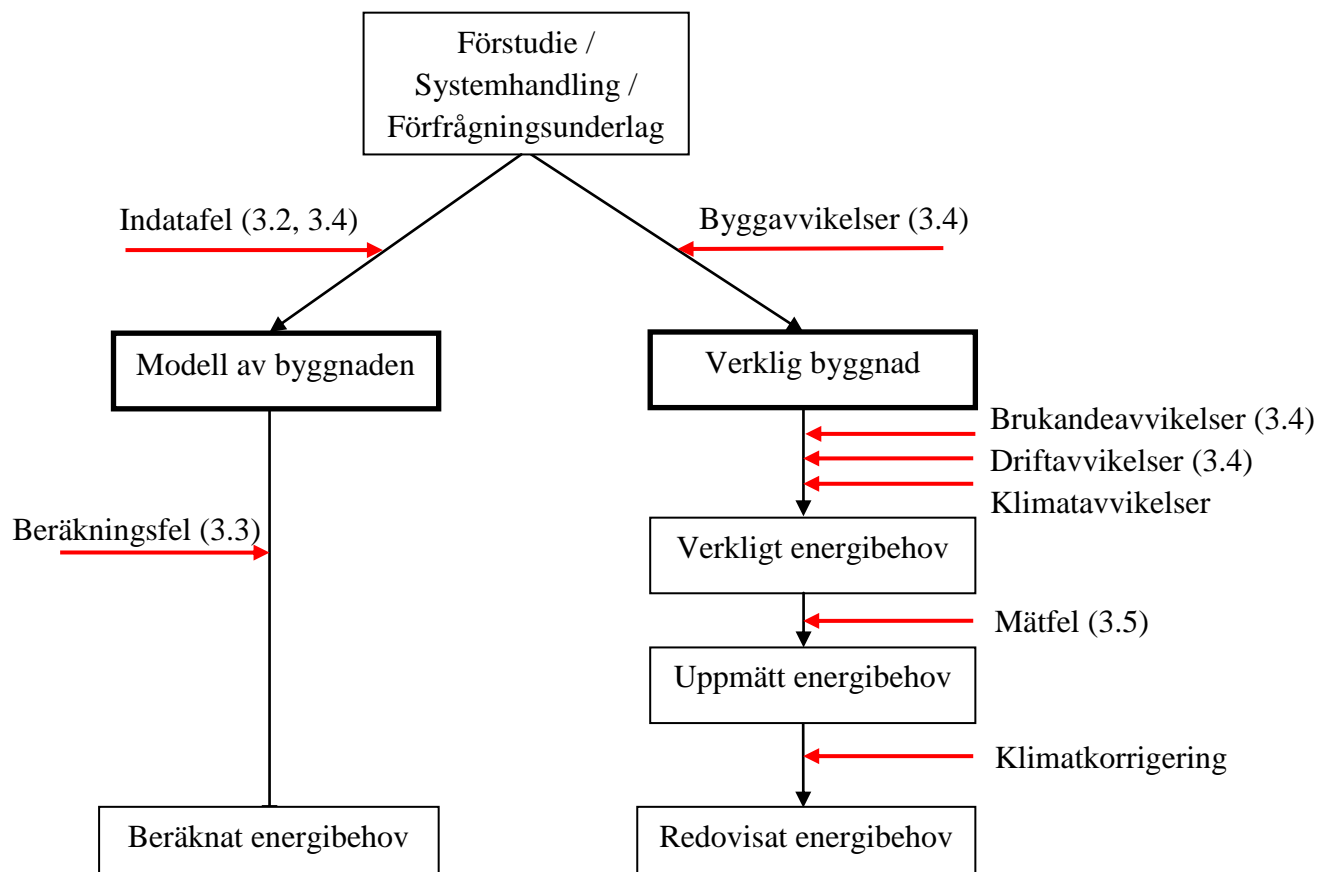 Förstudie /
Systemhandling /
Förfrågningsunderlag
Indatafel (3.2, 3.4)
Byggavvikelser (3.4)
Modell av byggnaden
Verklig byggnad
Brukandeavvikelser (3.4)
Driftavvikelser (3.4)
Klimatavvikelser
Beräkningsfel (3.3)
Verkligt energibehov
Mätfel (3.5)
Uppmätt energibehov
Klimatkorrigering
Beräknat energibehov
Redovisat energibehov